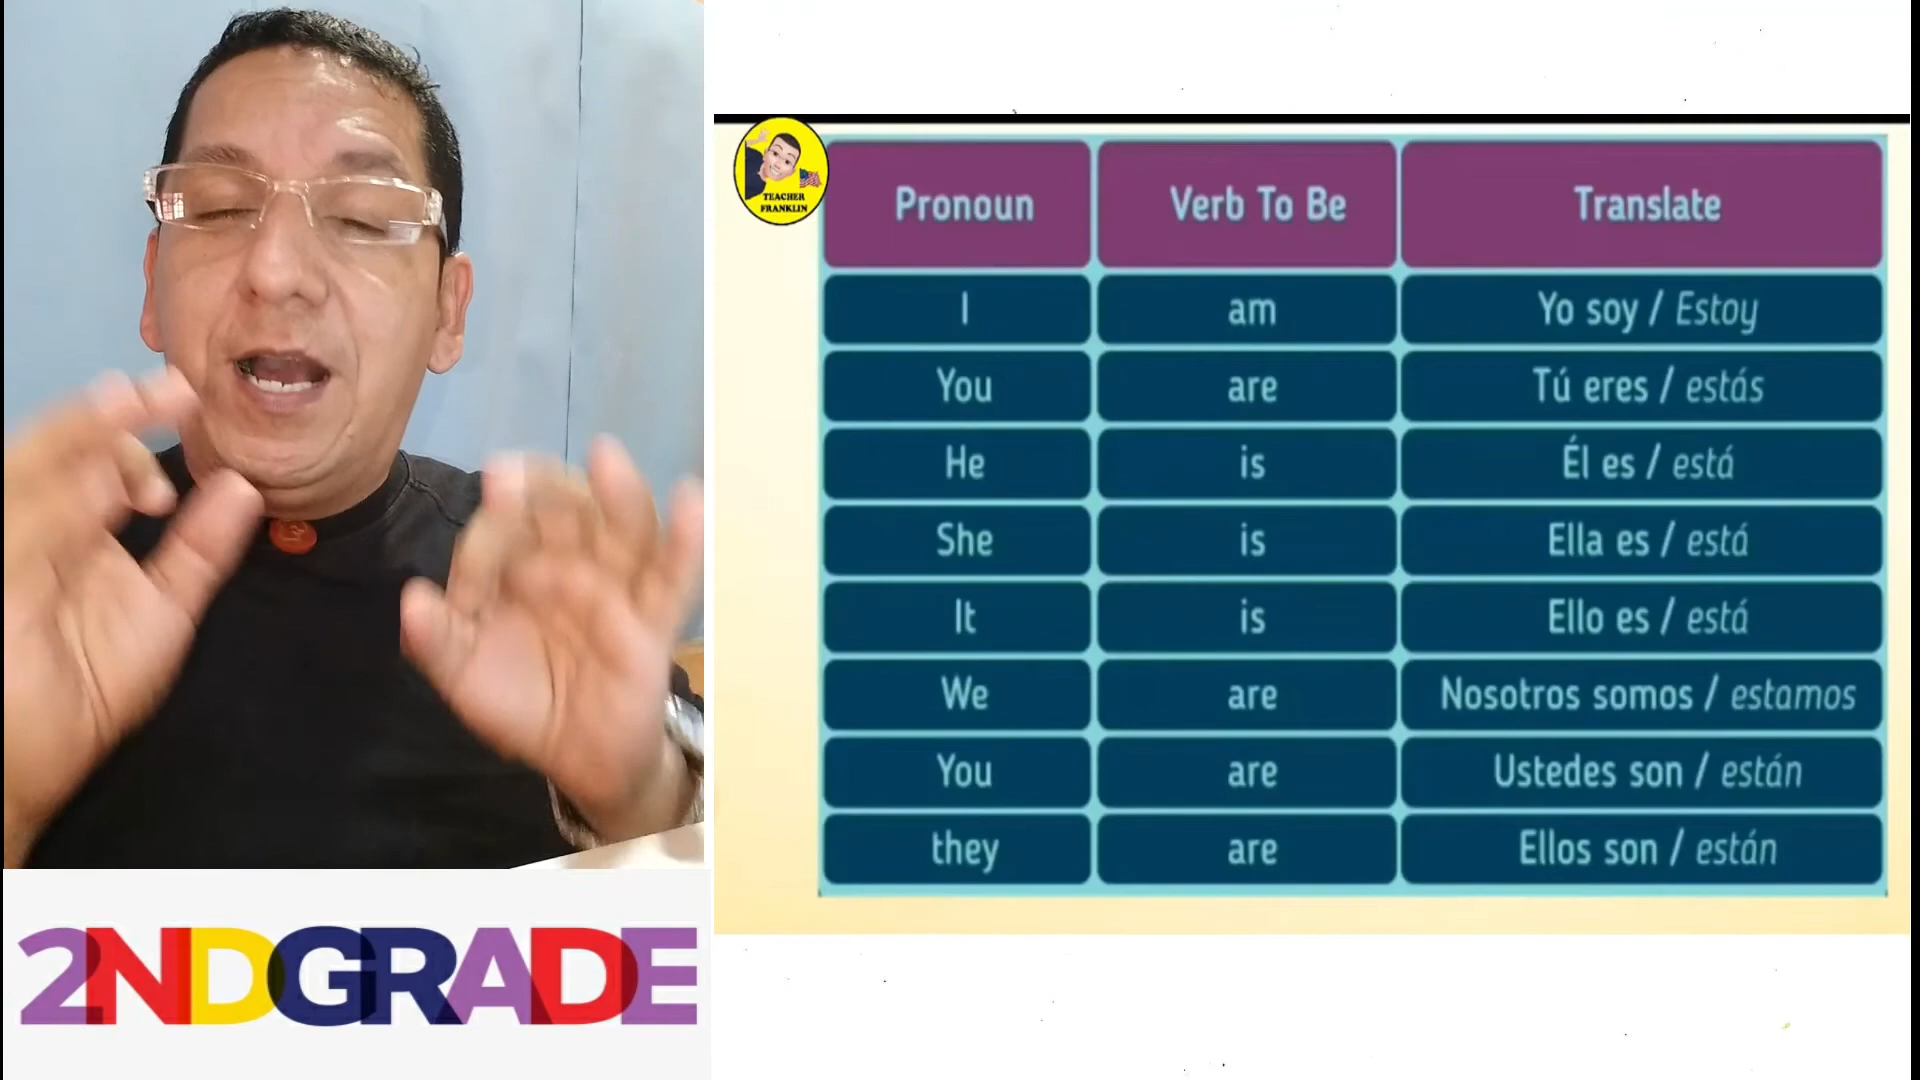 TEACHER
FRANKLIN
Pronoun Verb To Be Translate
I am Yo soy / Estoy
You are Tú eres / estás
He is Él es / está
She is Ella es / está
It is Ello es / está
We are Nosotros somos / estamos
You are Ustedes son / están
they are Ellos son / están
2NDGRADE